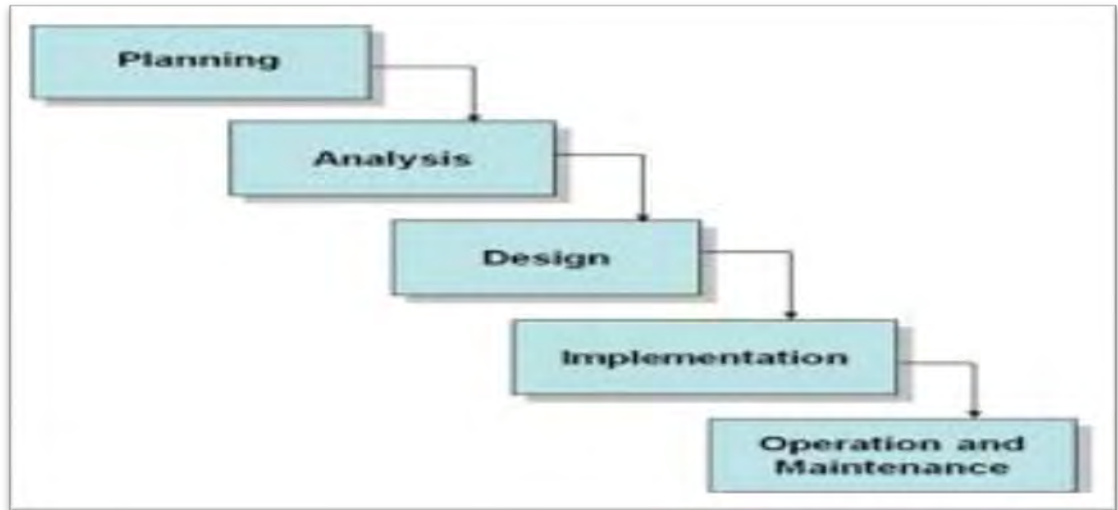 Planning
Analysis
Design
Implementation
Operation and
Maintenance